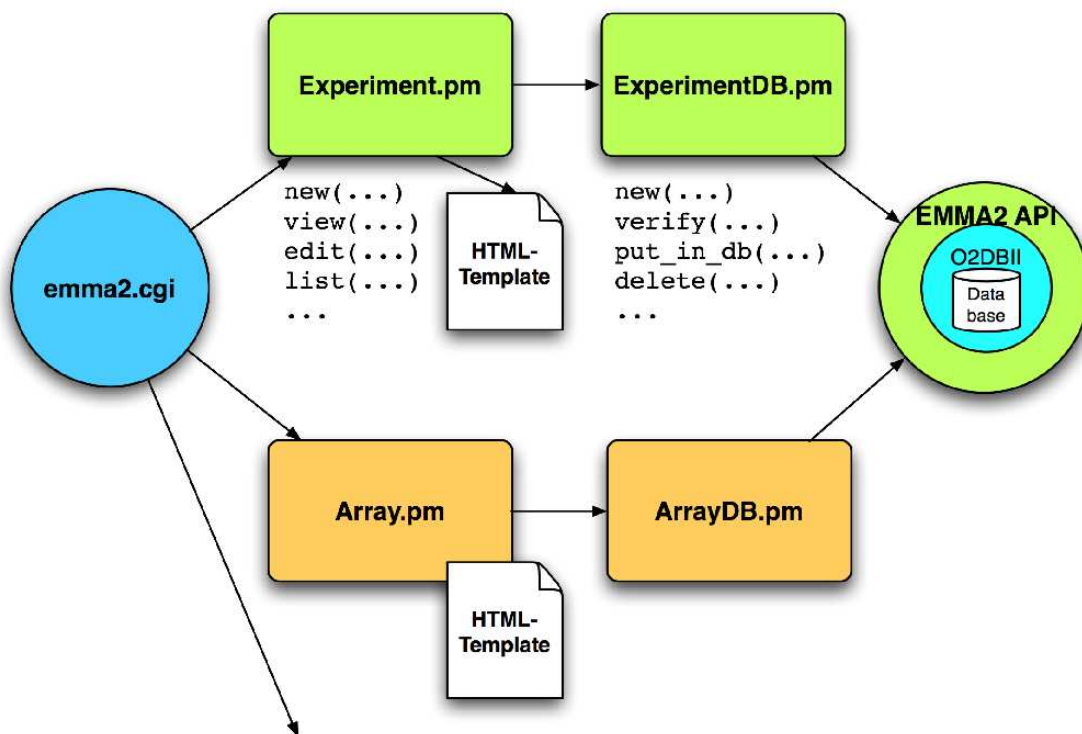 Experiment.pm
ExperimentDB.pm
new(...)
view(...)
edit(...)
list(...)
...
HTML-
Template
new(...)
verify(...)
put_in_db(...)
delete(...)
...
EMMA2 API
O2DBII
Data
base
emma2.cgi
Array.pm
ArrayDB.pm
HTML-
Template